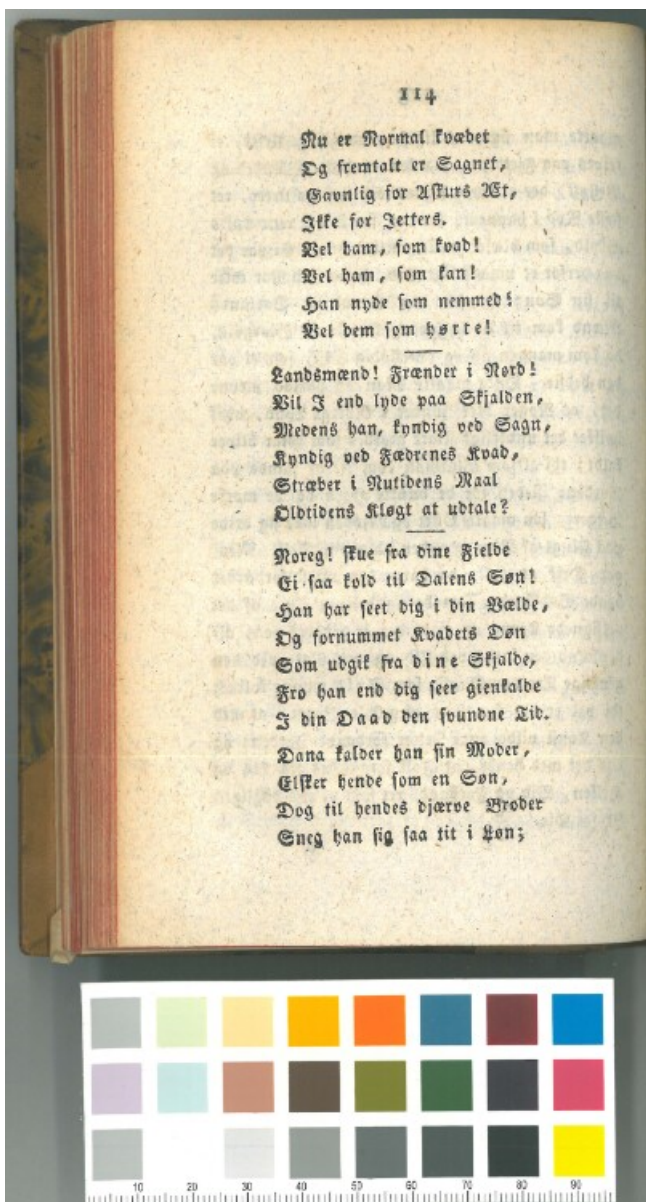 114
Nu er Normal kvædet
Og fremtalt er Sagnet,
Gavnlig for Askurs Æt,
Ikke for Jetters.
Vel ham, som kvad!
Vel ham, som kan!
Han nyde som nemmed!
Vel dem som hørte!
Landsmænd! Frænder i Nord!
Vil I end lyde paa Skjalden,
Medens han, kyndig ved Sagn,
Kyndig ved Fædrenes Kvad,
Stræber i Nutidens Maal
Oldtidens Kløgt at udtale?
Noreg! skue fra dine Fielde
Ei saa kold til Dalens Søn!
Han har seet dig i din Vælde,
Og fornummet Kvadets Døn
Som udgik fra dine Skjalde,
Fro han end dig seer gienkalde
I din Daad den svundne Tid.
Dana kalder han sin Moder,
Elsker hende som en Søn,
Dog til hendes djærve Broder
Sneg han sig saa tit i Løn;
10 20 30 40 50 60 70 80 90